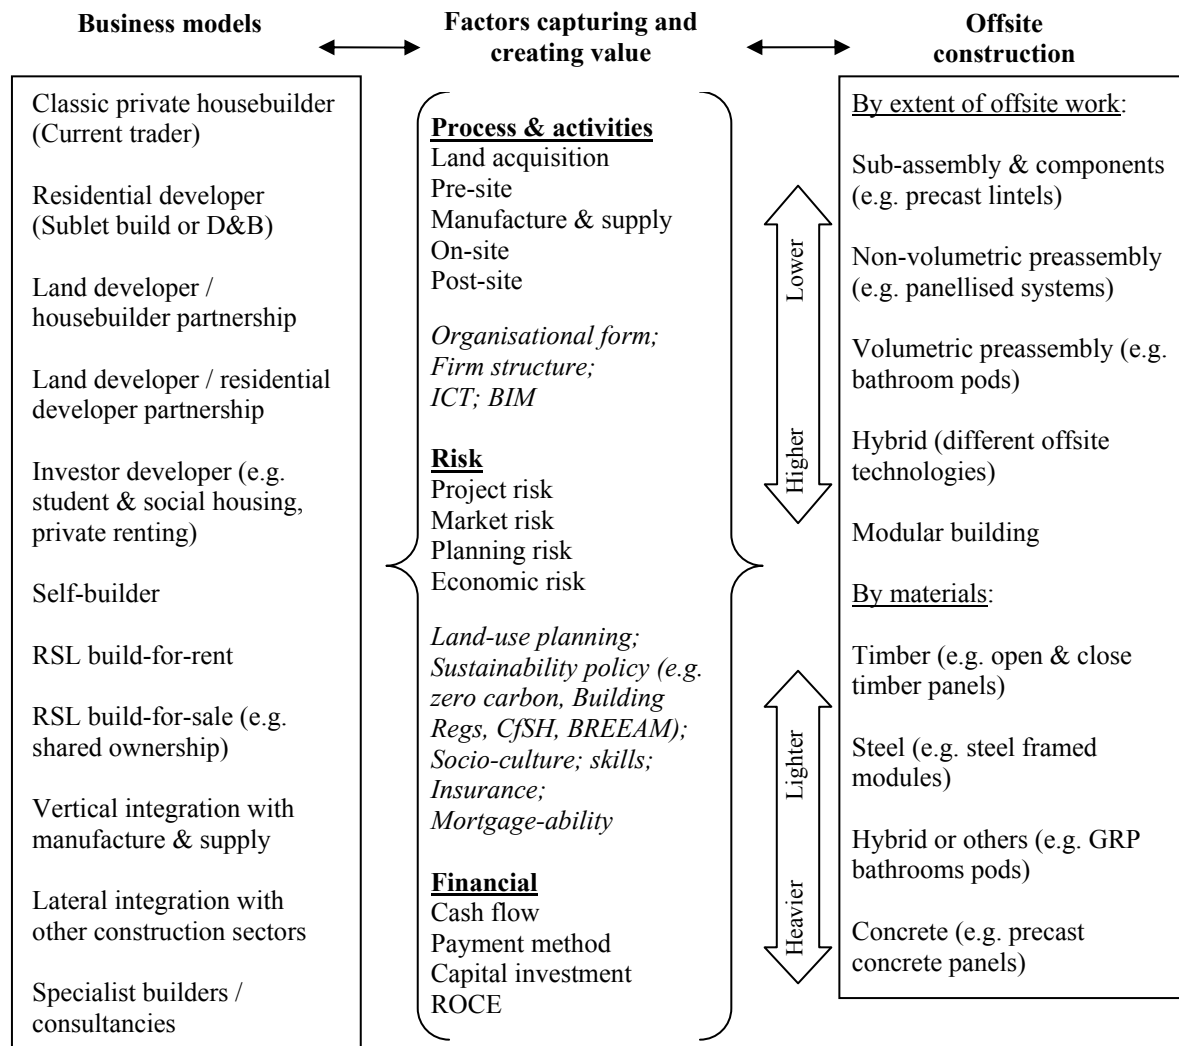 Business models
Factors capturing and
creating value
Offsite
construction
Classic private housebuilder
(Current trader)
Residential developer
(Sublet build or D&B)
Land developer /
housebuilder partnership
Land developer / residential
developer partnership
Investor developer (e.g.
student & social housing,
private renting)
Self-builder
RSL build-for-rent
RSL build-for-sale (e.g.
shared ownership)
Vertical integration with
manufacture & supply
Lateral integration with
other construction sectors
Specialist builders /
consultancies
Process & activities
Land acquisition
Pre-site
Manufacture & supply
On-site
Post-site
Organisational form;
Firm structure;
ICT; BIM
Risk
Project risk
Market risk
Planning risk
Economic risk
Land-use planning;
Sustainability policy (e.g.
zero carbon, Building
Regs, CfSH, BREEAM);
Socio-culture; skills;
Insurance;
Mortgage-ability
Financial
Cash flow
Payment method
Capital investment
ROCE
Lower
Higher
Lighter
Heavier
By extent of offsite work:
Sub-assembly & components
(e.g. precast lintels)
Non-volumetric preassembly
(e.g. panellised systems)
Volumetric preassembly (e.g.
bathroom pods)
Hybrid (different offsite
technologies)
Modular building
By materials:
Timber (e.g. open & close
timber panels)
Steel (e.g. steel framed
modules)
Hybrid or others (e.g. GRP
bathrooms pods)
Concrete (e.g. precast
concrete panels)